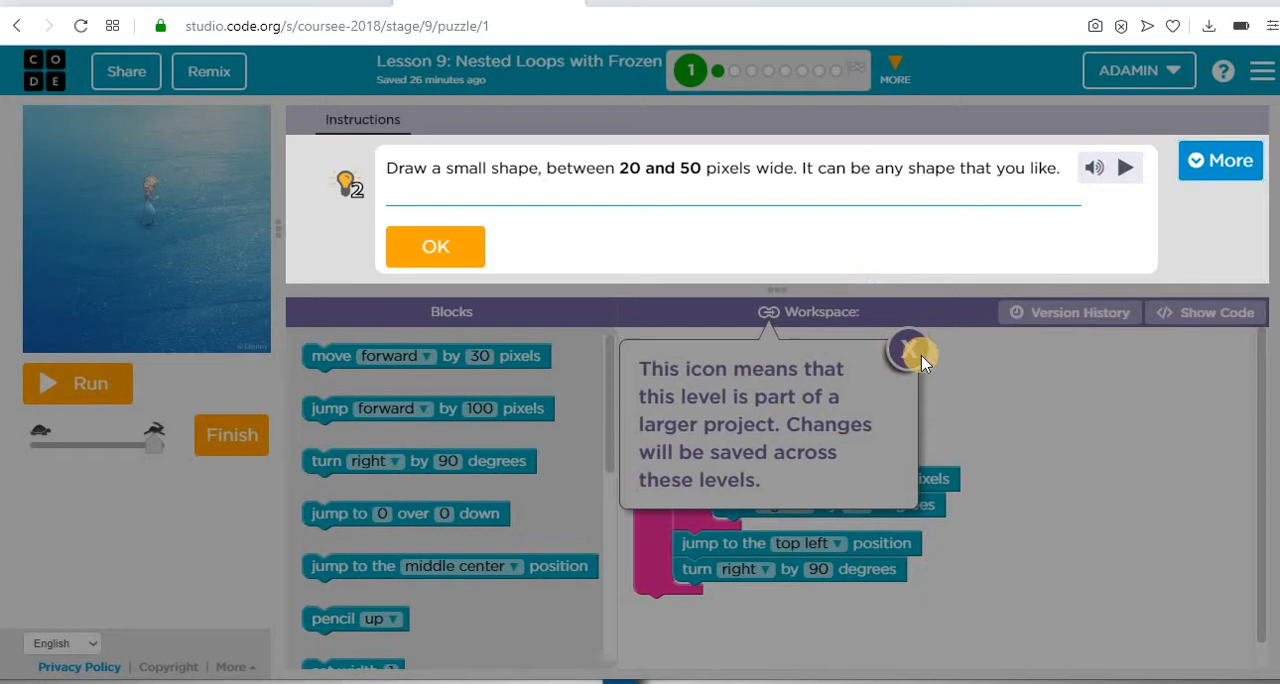 studio.code.org/s/coursee-2018/stage/9/puzzle/1
C O
D E
Share
Remix
Lesson 9: Nested Loops with Frozen
Saved 26 minutes ago
1
MORE
ADAMIN
?
Instructions
2
Draw a small shape, between 20 and 50 pixels wide. It can be any shape that you like.
More
OK
Blocks
Workspace:
Version History
Show Code
© Disney
Run
Finish
move forward by 30 pixels
jump forward by 100 pixels
turn right by 90 degrees
jump to 0 over 0 down
jump to the middle center position
pencil up
X
This icon means that
this level is part of a
larger project. Changes
will be saved across
these levels.
jump to the top left position
turn right by 90 degrees
English
Privacy Policy | Copyright | More